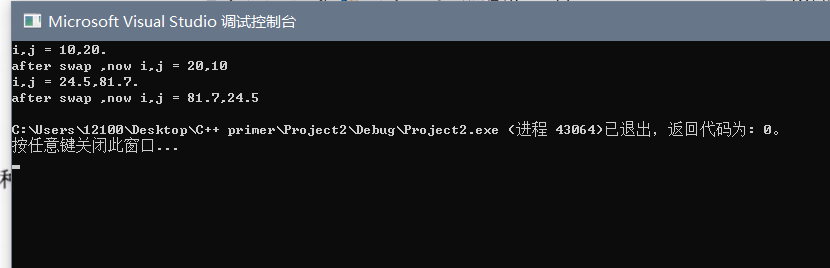 Microsoft Visual Studio 调试控制台
i,j = 10,20.
after swap ,now i,j = 20,10
i,j = 24.5,81.7.
after swap ,now i,j = 81.7,24.5
C:\Users\12100\Desktop\C++ primer\Project2\Debug\Project2.exe (进程 43064)已退出，返回代码为: 0。
按任意键关闭此窗口...